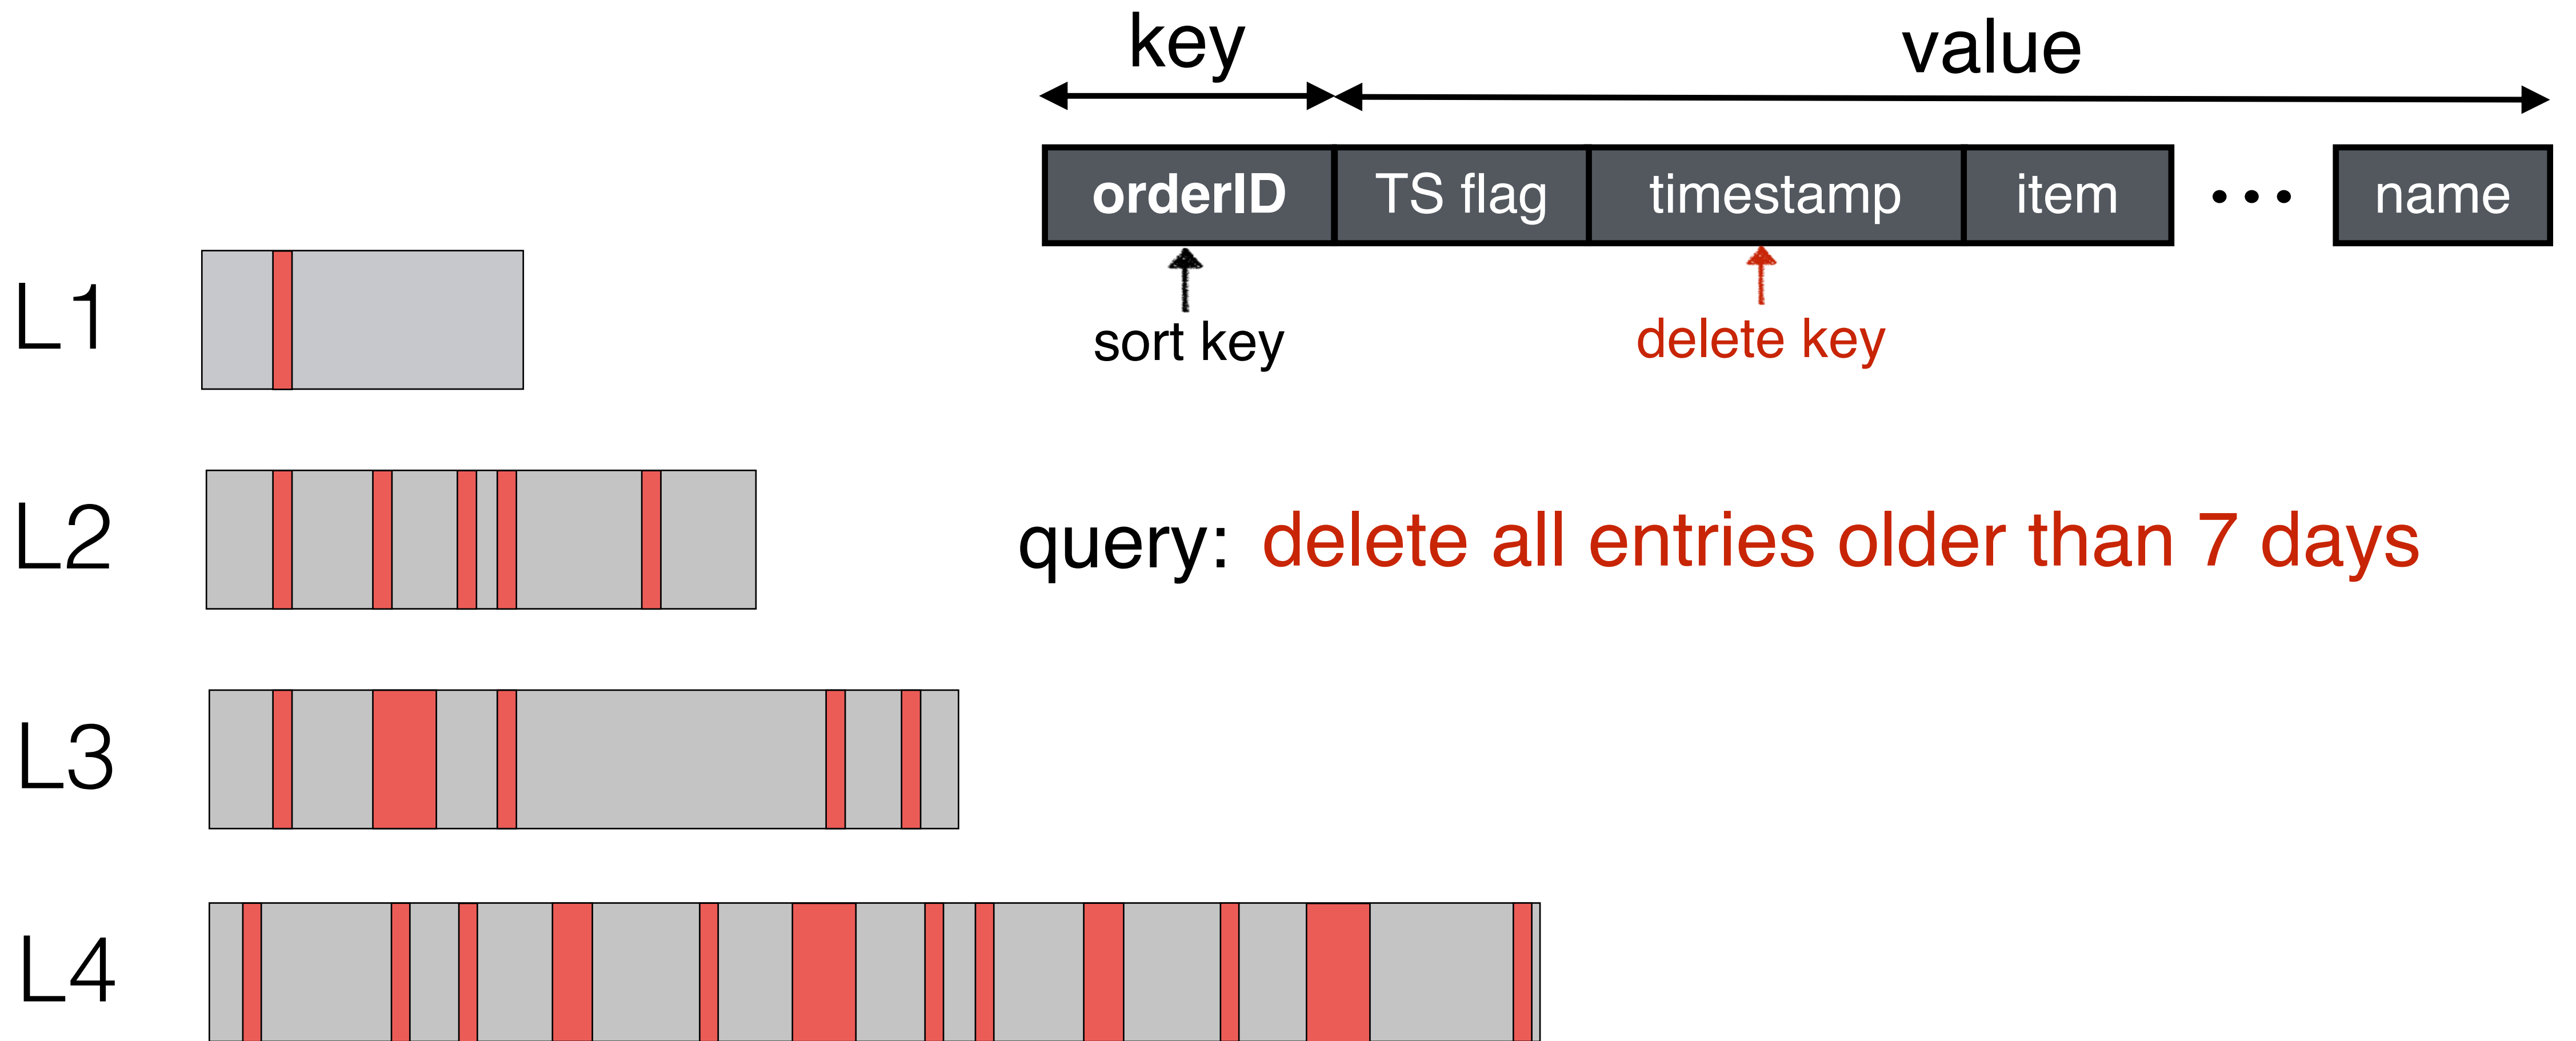 key value
orderID TS flag timestamp item ... name
sort key delete key
L1
L2
query: delete all entries older than 7 days
L3
L4